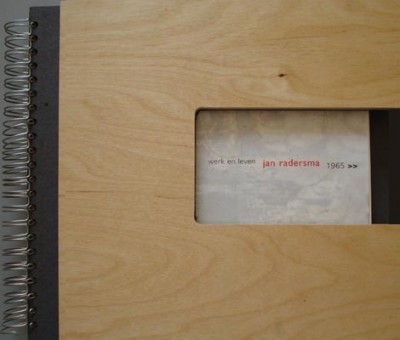 werk en leven jan radersma 1965 >>